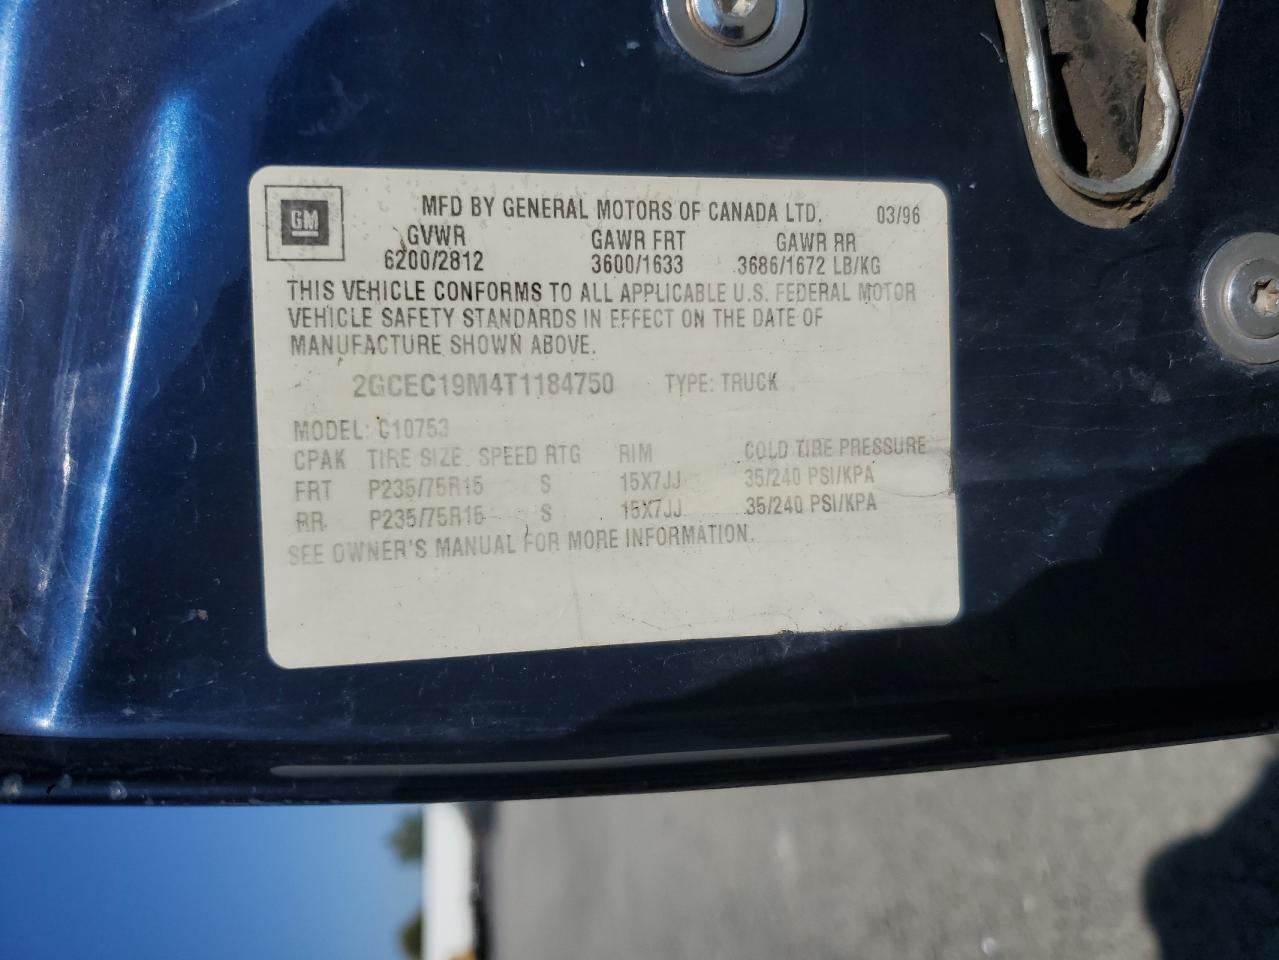 GM
MFD BY GENERAL MOTORS OF CANADA LTD. 03/96
GVWR GAWR FRT GAWR RR
6200/2812 3600/1633 3686/1672 LB/KG
THIS VEHICLE CONFORMS TO ALL APPLICABLE U.S. FEDERAL MOTOR
VEHICLE SAFETY STANDARDS IN EFFECT ON THE DATE OF
MANUFACTURE SHOWN ABOVE.
2GCEC19M4T1184750 TYPE: TRUCK
MODEL: C10753
CPAK TIRE SIZE SPEED RTG RIM COLD TIRE PRESSURE
FRT P235/75R15 S 15X7JJ 35/240 PSI/KPA
RR P235/75R15 S 15X7JJ 35/240 PSI/KPA
SEE OWNER'S MANUAL FOR MORE INFORMATION.